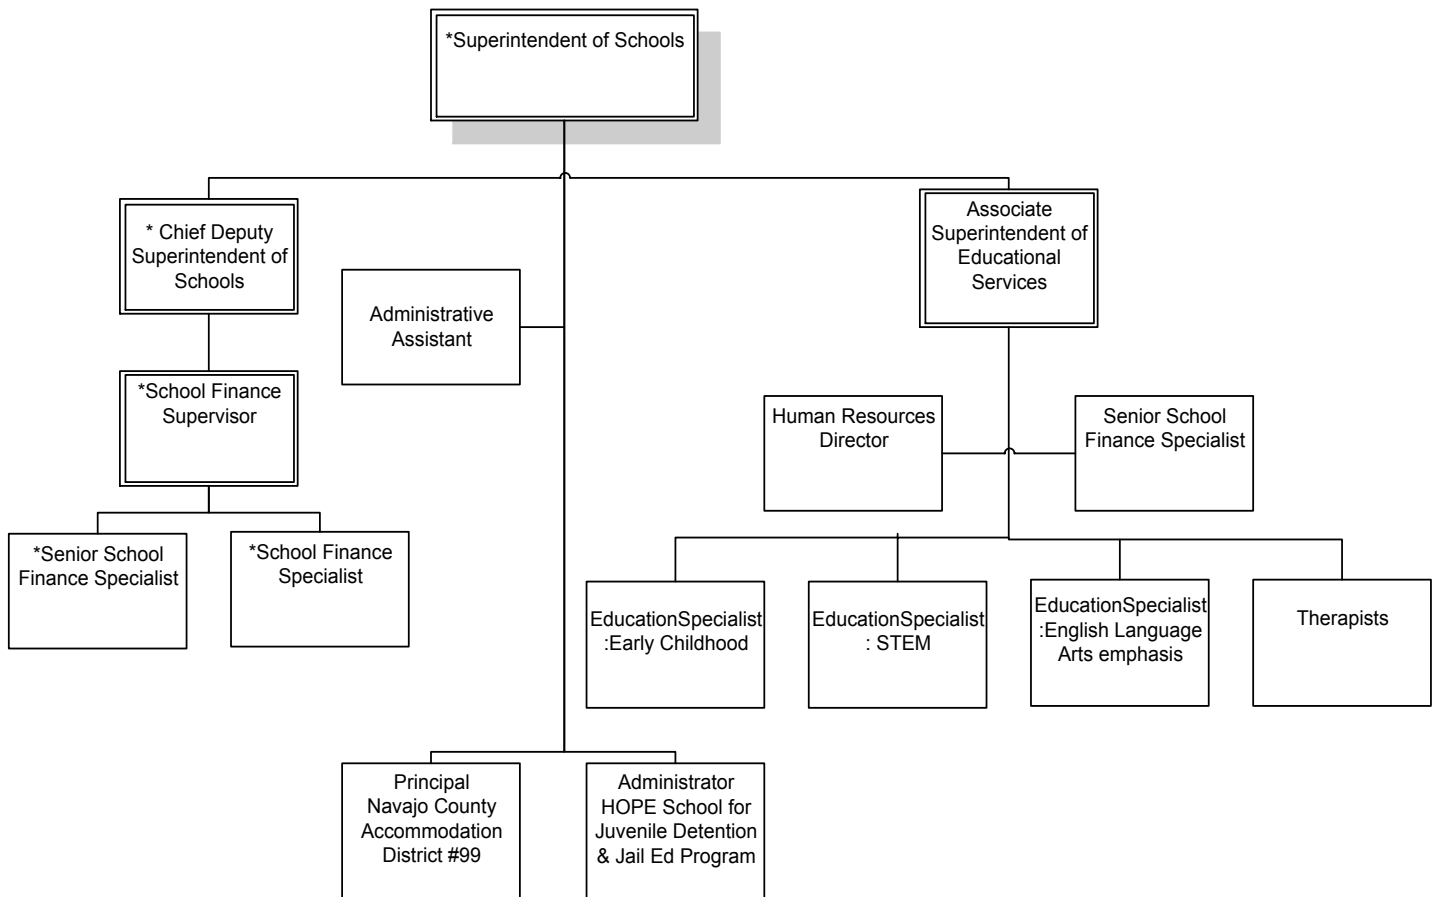 *Superintendent of Schools
* Chief Deputy
Superintendent of
Schools
Associate
Superintendent of
Educational
Services
Administrative
Assistant
*School Finance
Supervisor
Human Resources
Director
Senior School
Finance Specialist
*Senior School
Finance Specialist
*School Finance
Specialist
EducationSpecialist
:Early Childhood
EducationSpecialist
: STEM
EducationSpecialist
:English Language
Arts emphasis
Therapists
Principal
Navajo County
Accommodation
District #99
Administrator
HOPE School for
Juvenile Detention
& Jail Ed Program